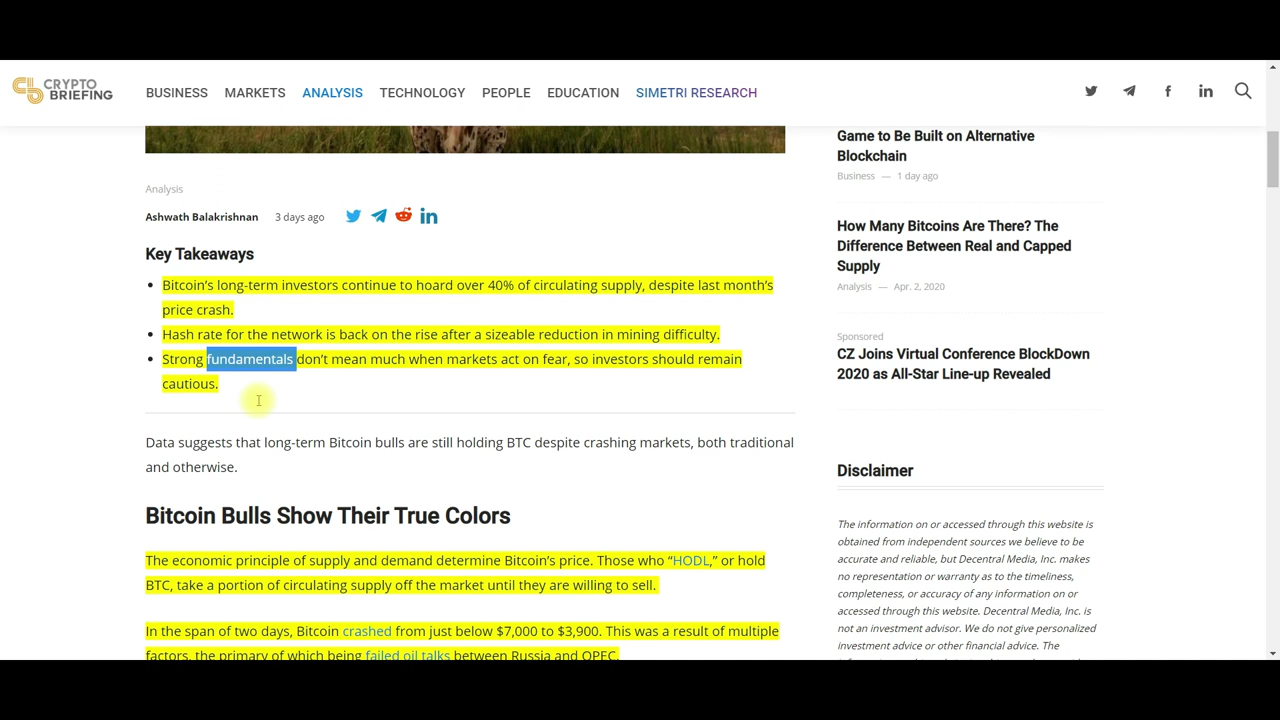 CRYPTO
BRIEFING
BUSINESS MARKETS ANALYSIS TECHNOLOGY PEOPLE EDUCATION SIMETRI RESEARCH
Analysis
Ashwath Balakrishnan 3 days ago
Key Takeaways
Bitcoin's long-term investors continue to hoard over 40% of circulating supply, despite last month's
price crash.
Hash rate for the network is back on the rise after a sizeable reduction in mining difficulty.
Strong fundamentals don't mean much when markets act on fear, so investors should remain
cautious.
Data suggests that long-term Bitcoin bulls are still holding BTC despite crashing markets, both traditional
and otherwise.
Bitcoin Bulls Show Their True Colors
The economic principle of supply and demand determine Bitcoin's price. Those who “HODL,” or hold
BTC, take a portion of circulating supply off the market until they are willing to sell.
In the span of two days, Bitcoin crashed from just below $7,000 to $3,900. This was a result of multiple
factors, the primary of which being failed oil talks between Russia and OPEC.
Game to Be Built on Alternative
Blockchain
Business — 1 day ago
How Many Bitcoins Are There? The
Difference Between Real and Capped
Supply
Analysis — Apr. 2, 2020
Sponsored
CZ Joins Virtual Conference BlockDown
2020 as All-Star Line-up Revealed
Disclaimer
The information on or accessed through this website is
obtained from independent sources we believe to be
accurate and reliable, but Decentral Media, Inc. makes
no representation or warranty as to the timeliness,
completeness, or accuracy of any information on or
accessed through this website. Decentral Media, Inc. is
not an investment advisor. We do not give personalized
investment advice or other financial advice. The